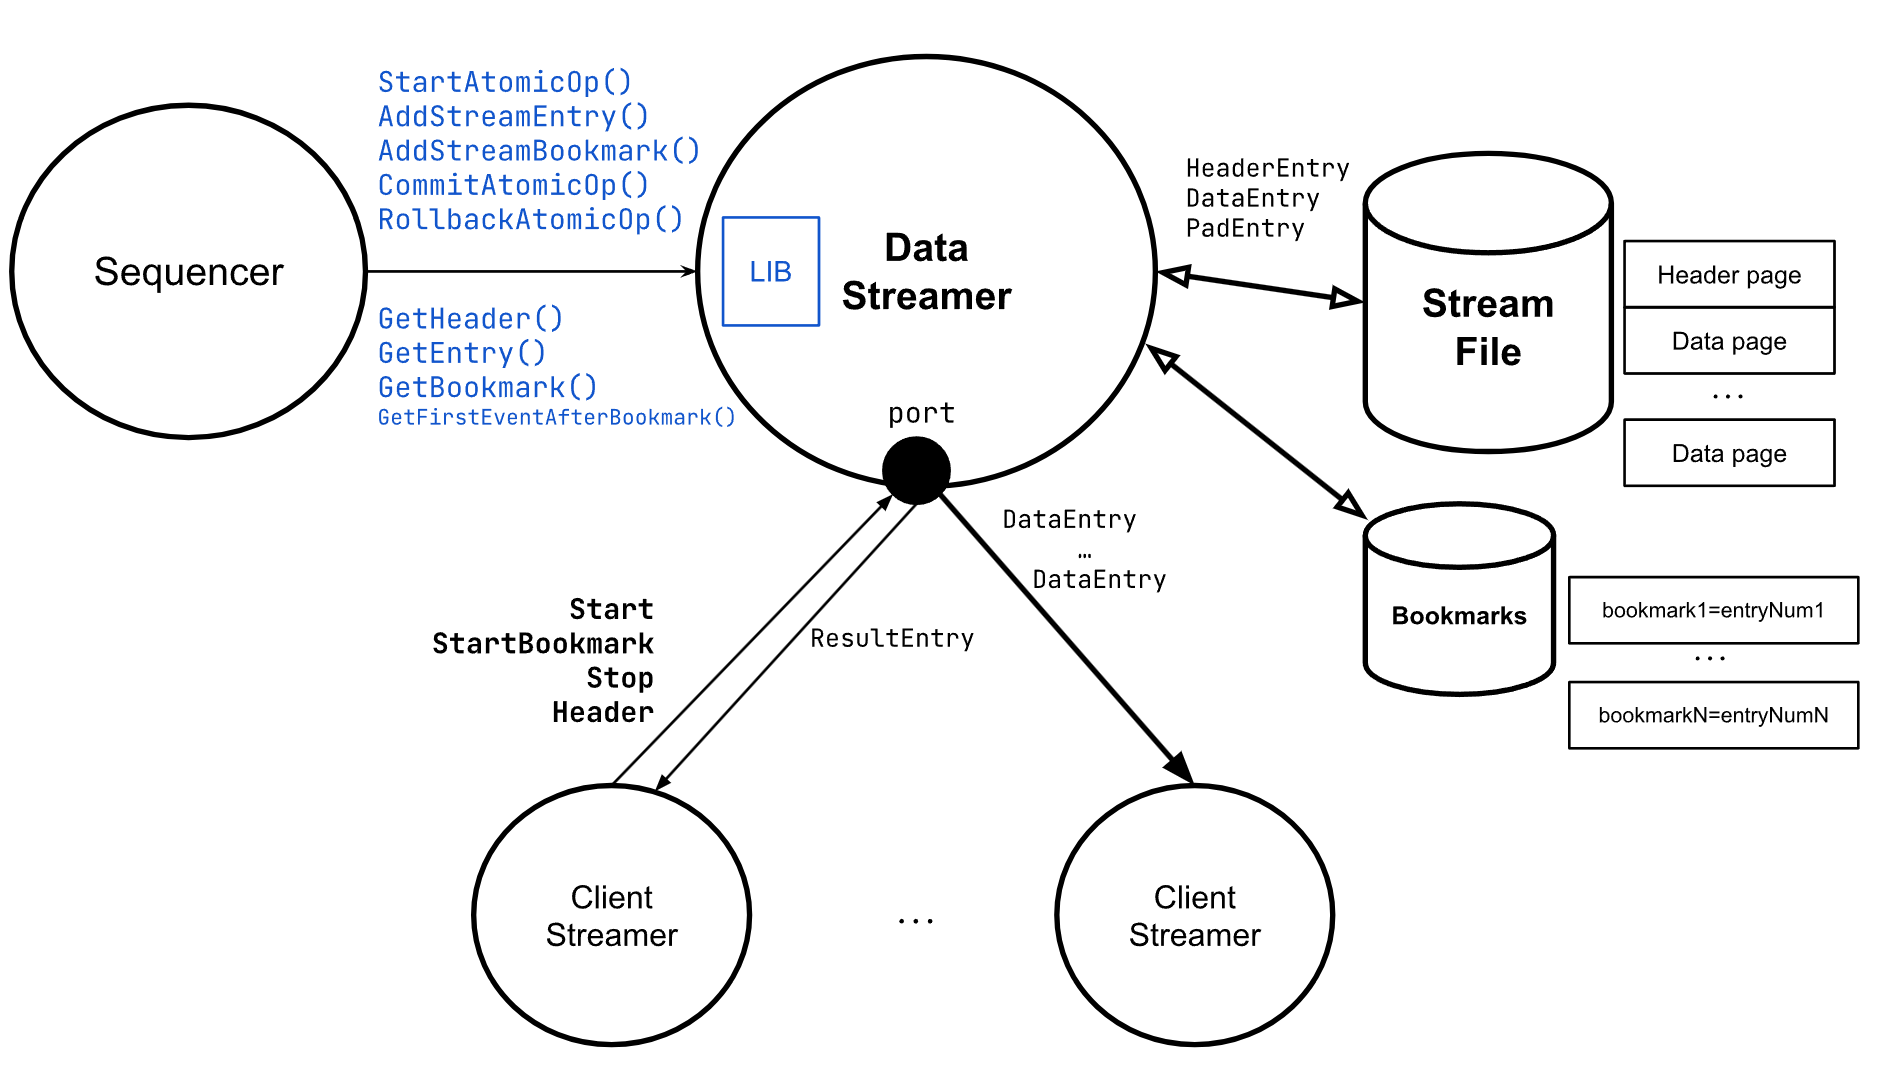 StartAtomicOp()
AddStreamEntry()
AddStreamBookmark()
CommitAtomicOp()
RollbackAtomicOp()
Sequencer
GetHeader()
GetEntry()
GetBookmark()
GetFirstEventAfterBookmark()
LIB
Data
Streamer
port
HeaderEntry
DataEntry
PadEntry
Stream
File
Header page
Data page
...
Data page
Bookmarks
bookmark1=entryNum1
...
bookmarkN=entryNumN
DataEntry
…
DataEntry
Start
StartBookmark
Stop
Header
ResultEntry
Client
Streamer
...
Client
Streamer